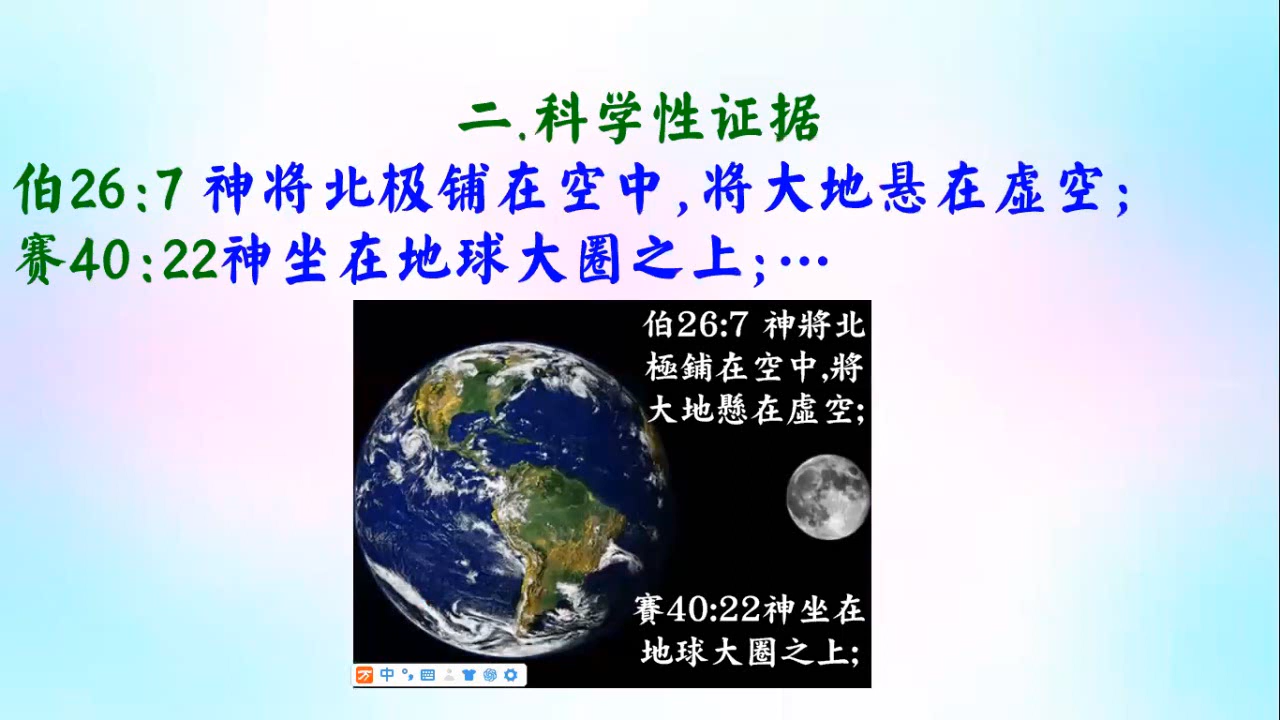 二.科学性证据
伯26:7 神将北极铺在空中,将大地悬在虚空;
賽40:22神坐在地球大圈之上;…
伯26:7 神將北
極鋪在空中,將
大地懸在虛空;
賽40:22神坐在
地球大圈之上;
中